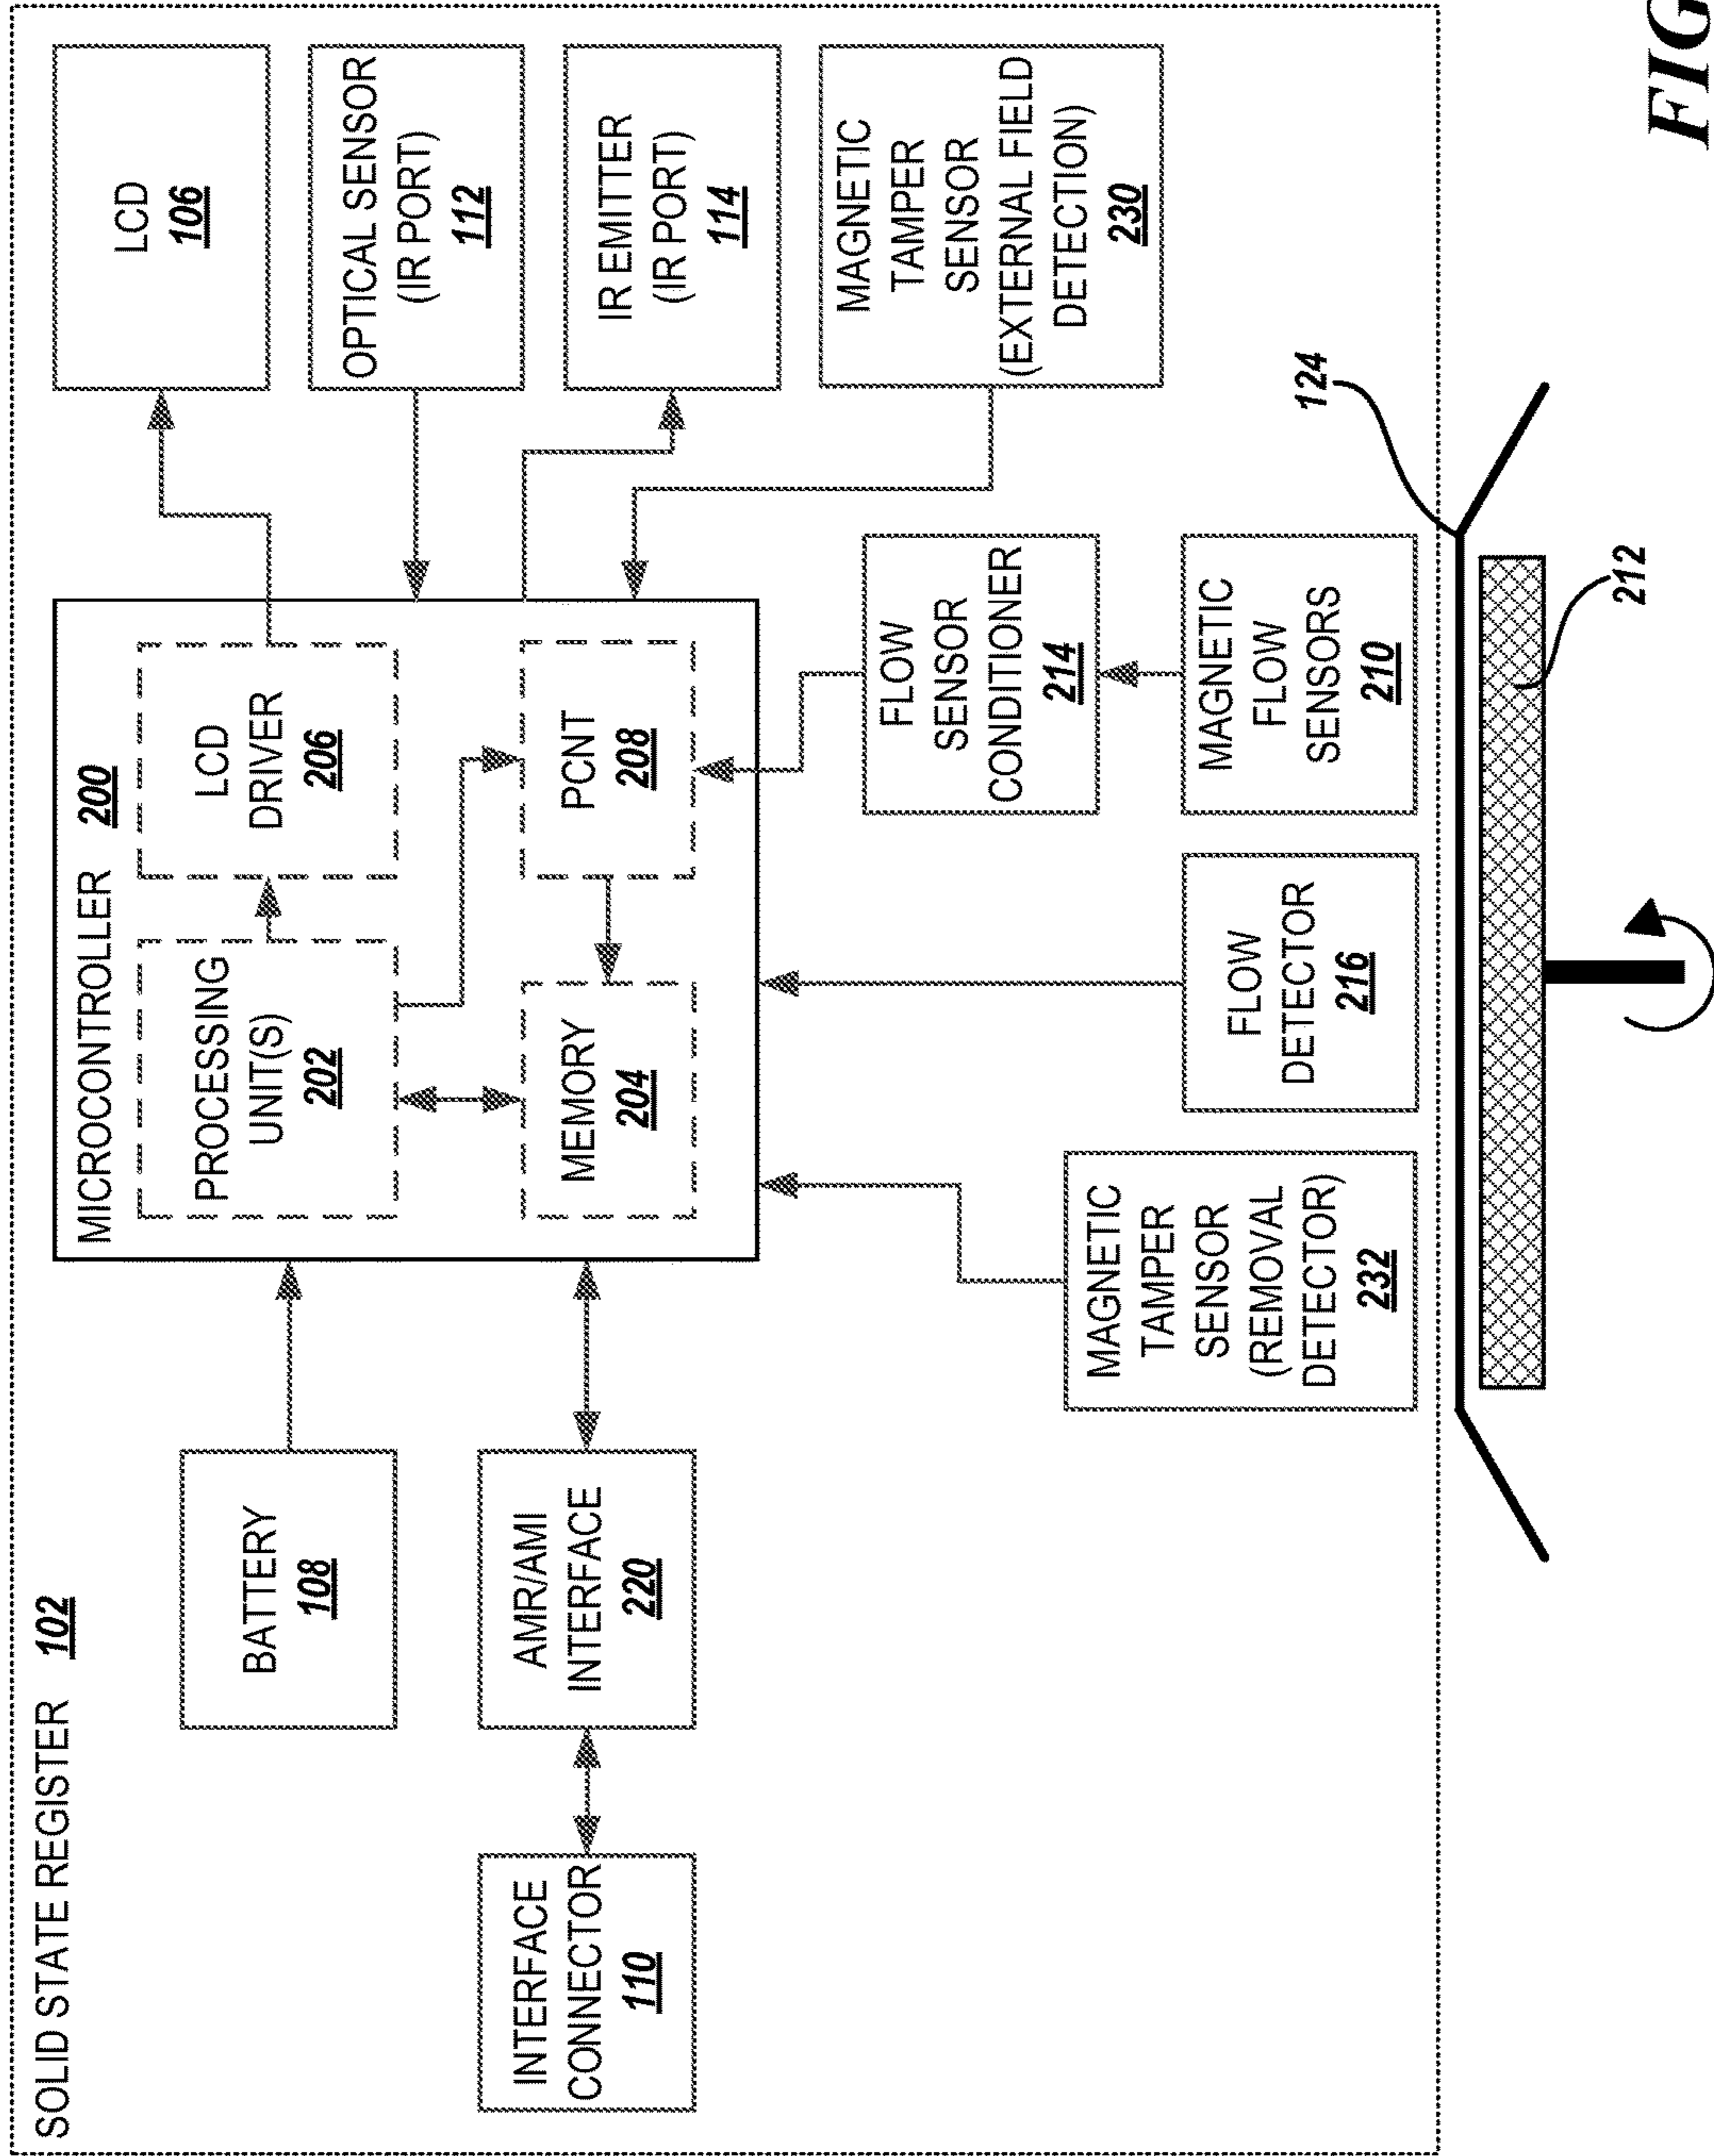 SOLID STATE REGISTER 102
BATTERY
108
INTERFACE
CONNECTOR
110
AMR/AMI
INTERFACE
220
MICROCONTROLLER 200
PROCESSING
UNIT(S)
202
LCD
DRIVER
206
MEMORY
204
PCNT
208
LCD
106
OPTICAL SENSOR
(IR PORT)
112
IR EMITTER
(IR PORT)
114
MAGNETIC
TAMPER
SENSOR
(EXTERNAL FIELD
DETECTION)
230
MAGNETIC
TAMPER
SENSOR
(REMOVAL
DETECTOR)
232
FLOW
DETECTOR
216
FLOW
SENSOR
CONDITIONER
214
MAGNETIC
FLOW
SENSORS
210
124
212
FIG